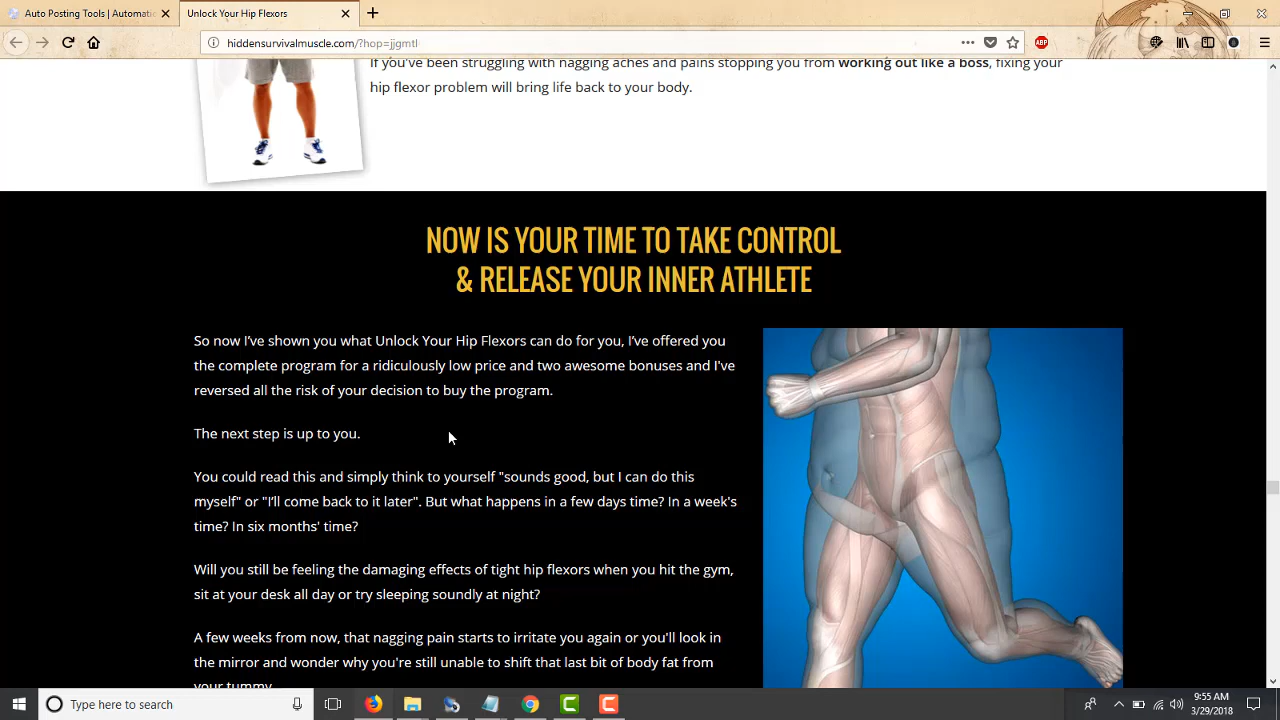 Auto Posting Tools | Automatic
Unlock Your Hip Flexors
hiddensurvivalmuscle.com/?hop=jjgmtl
ABP
If you've been struggling with nagging aches and pains stopping you from working out like a boss, fixing your
hip flexor problem will bring life back to your body.
NOW IS YOUR TIME TO TAKE CONTROL
& RELEASE YOUR INNER ATHLETE
So now I've shown you what Unlock Your Hip Flexors can do for you, I've offered you
the complete program for a ridiculously low price and two awesome bonuses and I've
reversed all the risk of your decision to buy the program.
The next step is up to you.
You could read this and simply think to yourself "sounds good, but I can do this
myself" or "I'll come back to it later". But what happens in a few days time? In a week's
time? In six months' time?
Will you still be feeling the damaging effects of tight hip flexors when you hit the gym,
sit at your desk all day or try sleeping soundly at night?
A few weeks from now, that nagging pain starts to irritate you again or you'll look in
the mirror and wonder why you're still unable to shift that last bit of body fat from
your tummy
Type here to search
9:55 AM
3/29/2018